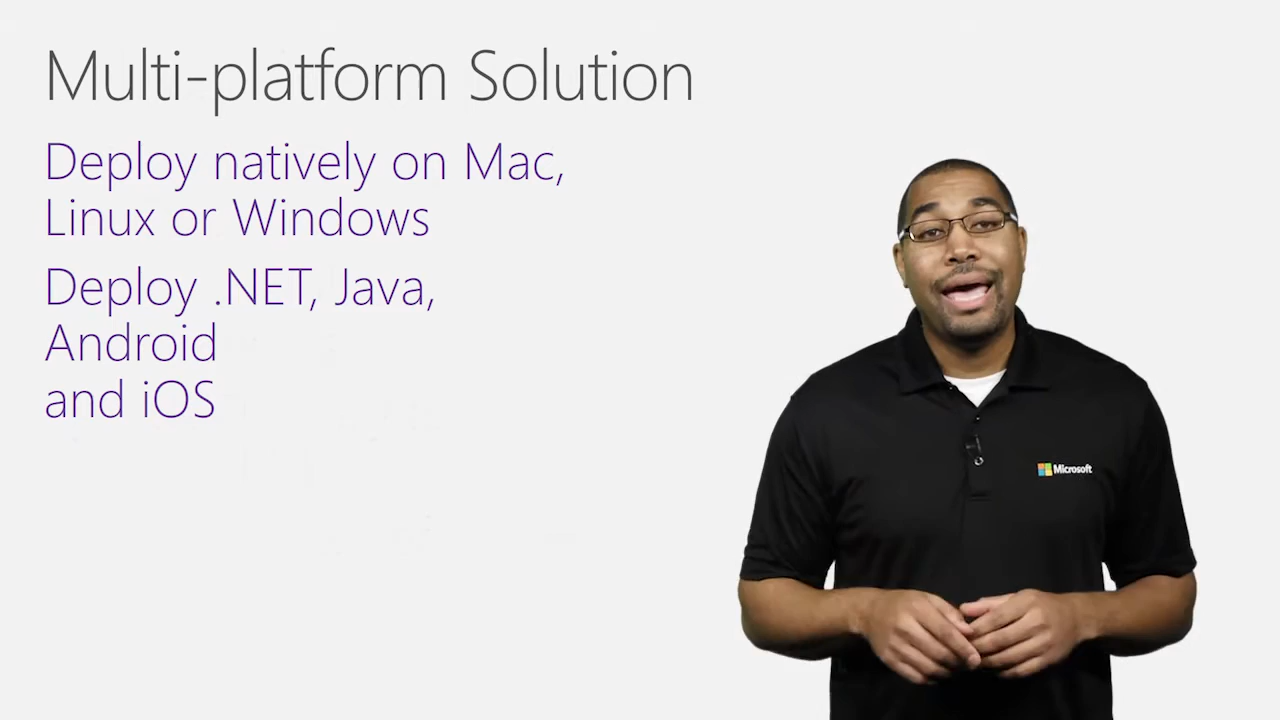 Multi-platform Solution
Deploy natively on Mac,
Linux or Windows
Deploy .NET, Java,
Android
and iOS
Microsoft